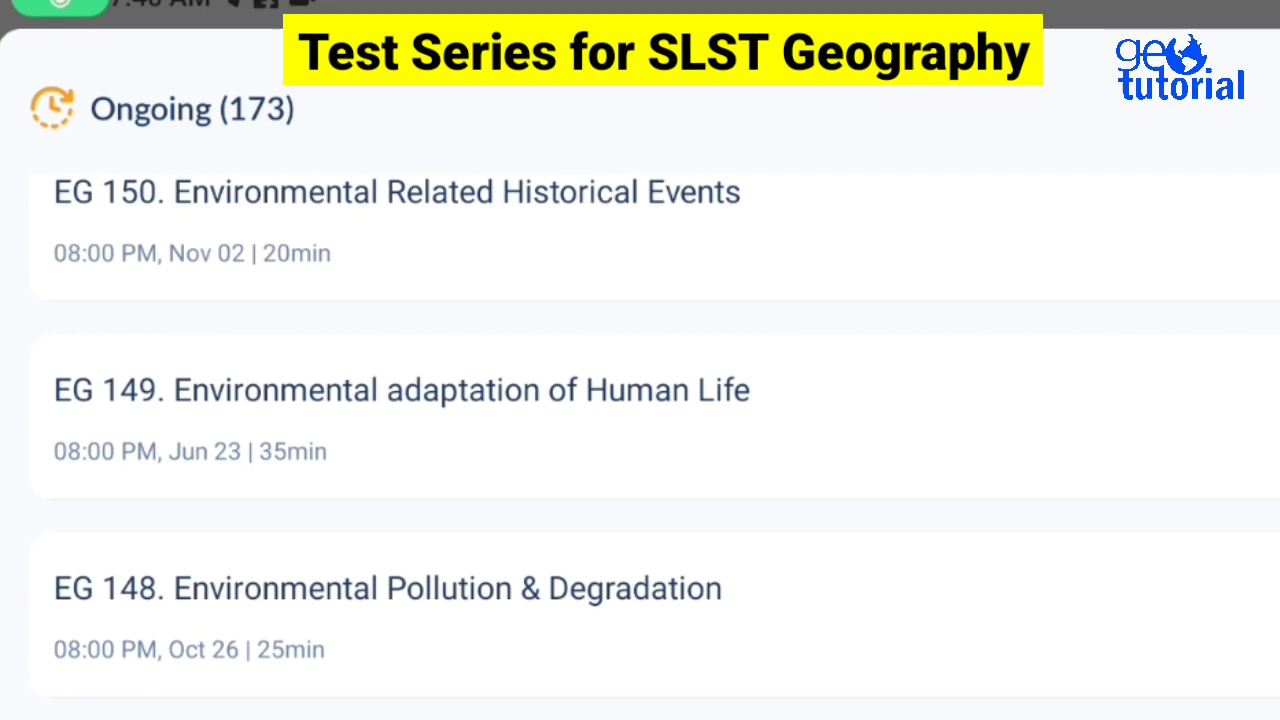 Test Series for SLST Geography
geo
tutorial
Ongoing (173)
EG 150. Environmental Related Historical Events
08:00 PM, Nov 02 | 20min
EG 149. Environmental adaptation of Human Life
08:00 PM, Jun 23 | 35min
EG 148. Environmental Pollution & Degradation
08:00 PM, Oct 26 | 25min